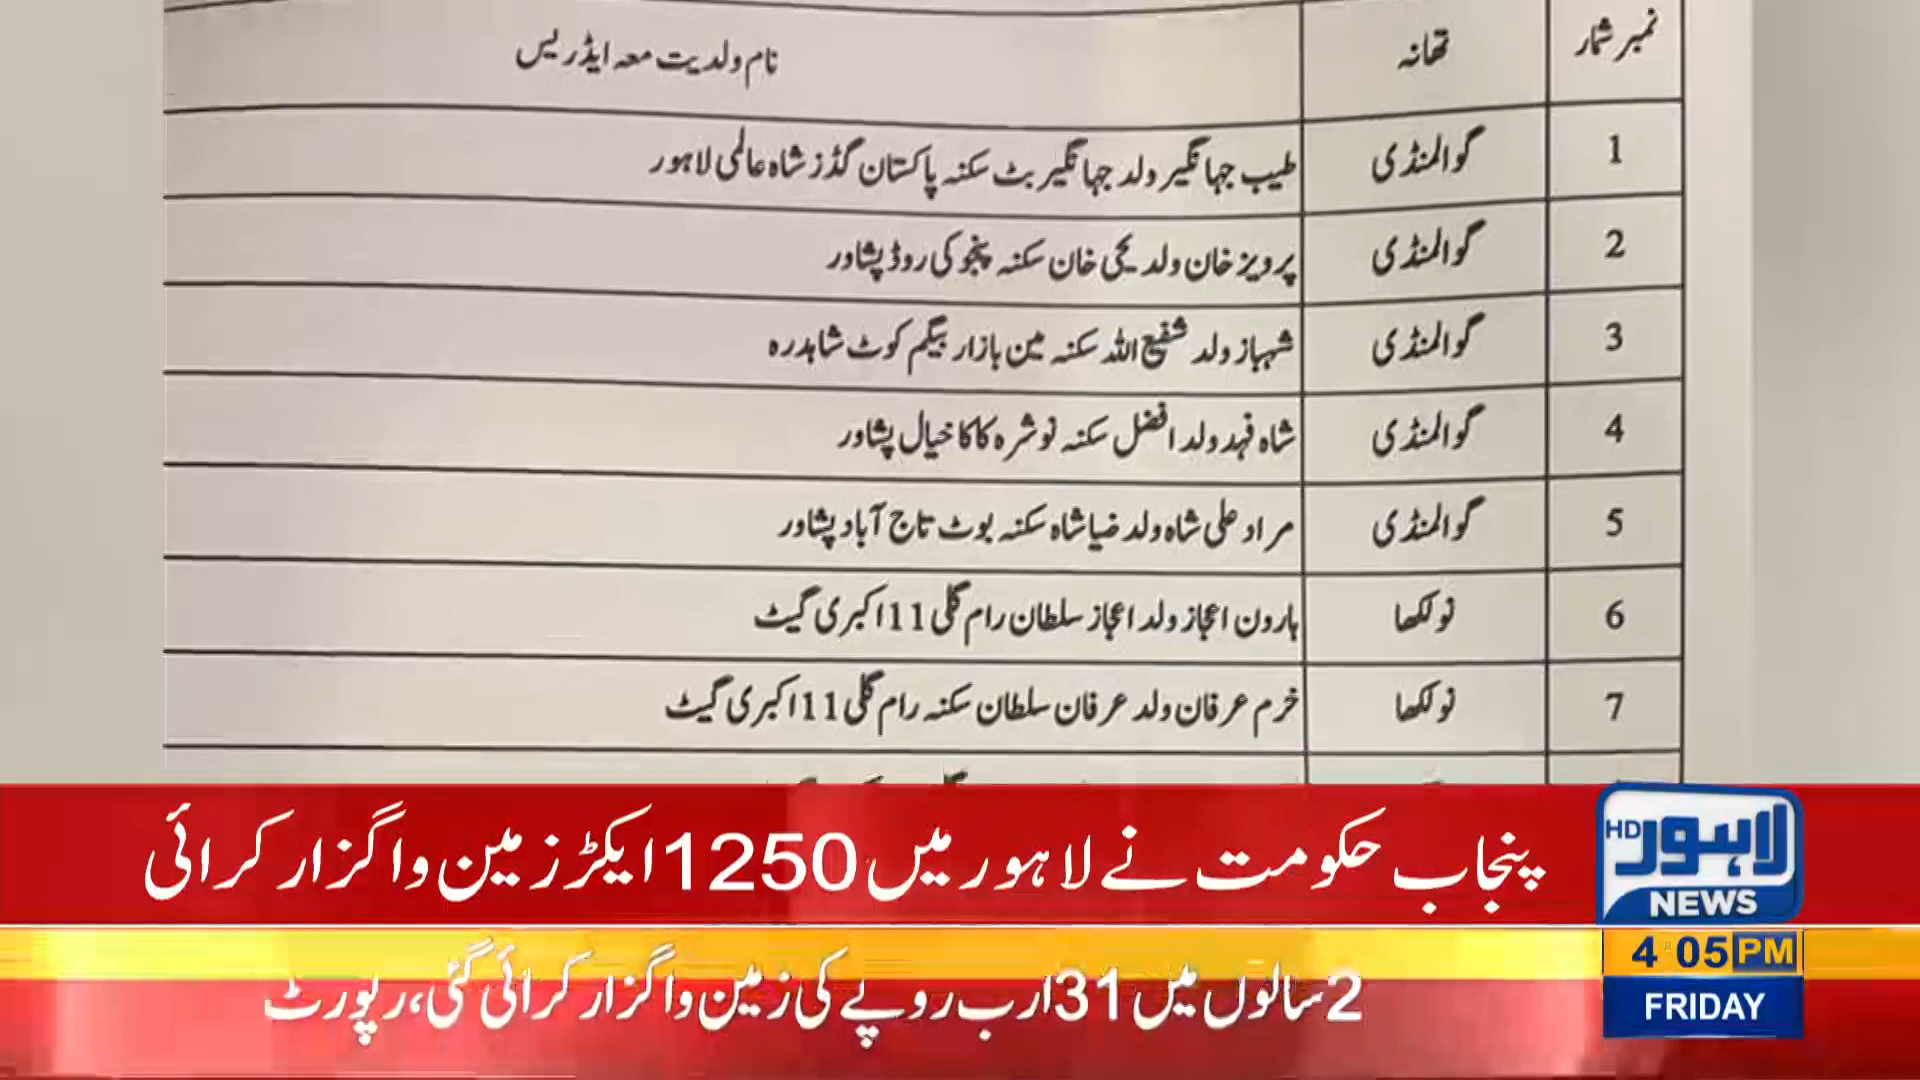 نمبر شمار تھانہ نام ولدیت معہ ایڈریس
1 گوالمنڈی طیب جہانگیر ولد جہانگیر بٹ سکنہ پاکستان گڈز شاہ عالمی لاہور
2 گوالمنڈی پرویز خان ولد یحیٰ خان سکنہ پنجو کی روڈ پشاور
3 گوالمنڈی شہباز ولد شفیع اللہ سکنہ مین بازار بیگم کوٹ شاہدرہ
4 گوالمنڈی شاہ فہد ولد افضل سکنہ نوشرہ کاکا خیال پشاور
5 گوالمنڈی مراد علی شاہ ولد ضیا شاہ سکنہ بوٹ تاج آباد پشاور
6 نولکھا ہارون اعجاز ولد اعجاز سلطان رام گلی 11 اکبری گیٹ
7 نولکھا خرم عرفان ولد عرفان سلطان سکنہ رام گلی 11 اکبری گیٹ
پنجاب حکومت نے لاہور میں 1250 ایکڑ زمین واگزار کرائی
لاہور HD
NEWS
2 سالوں میں 31 ارب روپے کی زمین واگزار کرائی گئی، رپورٹ
4 05 PM
FRIDAY